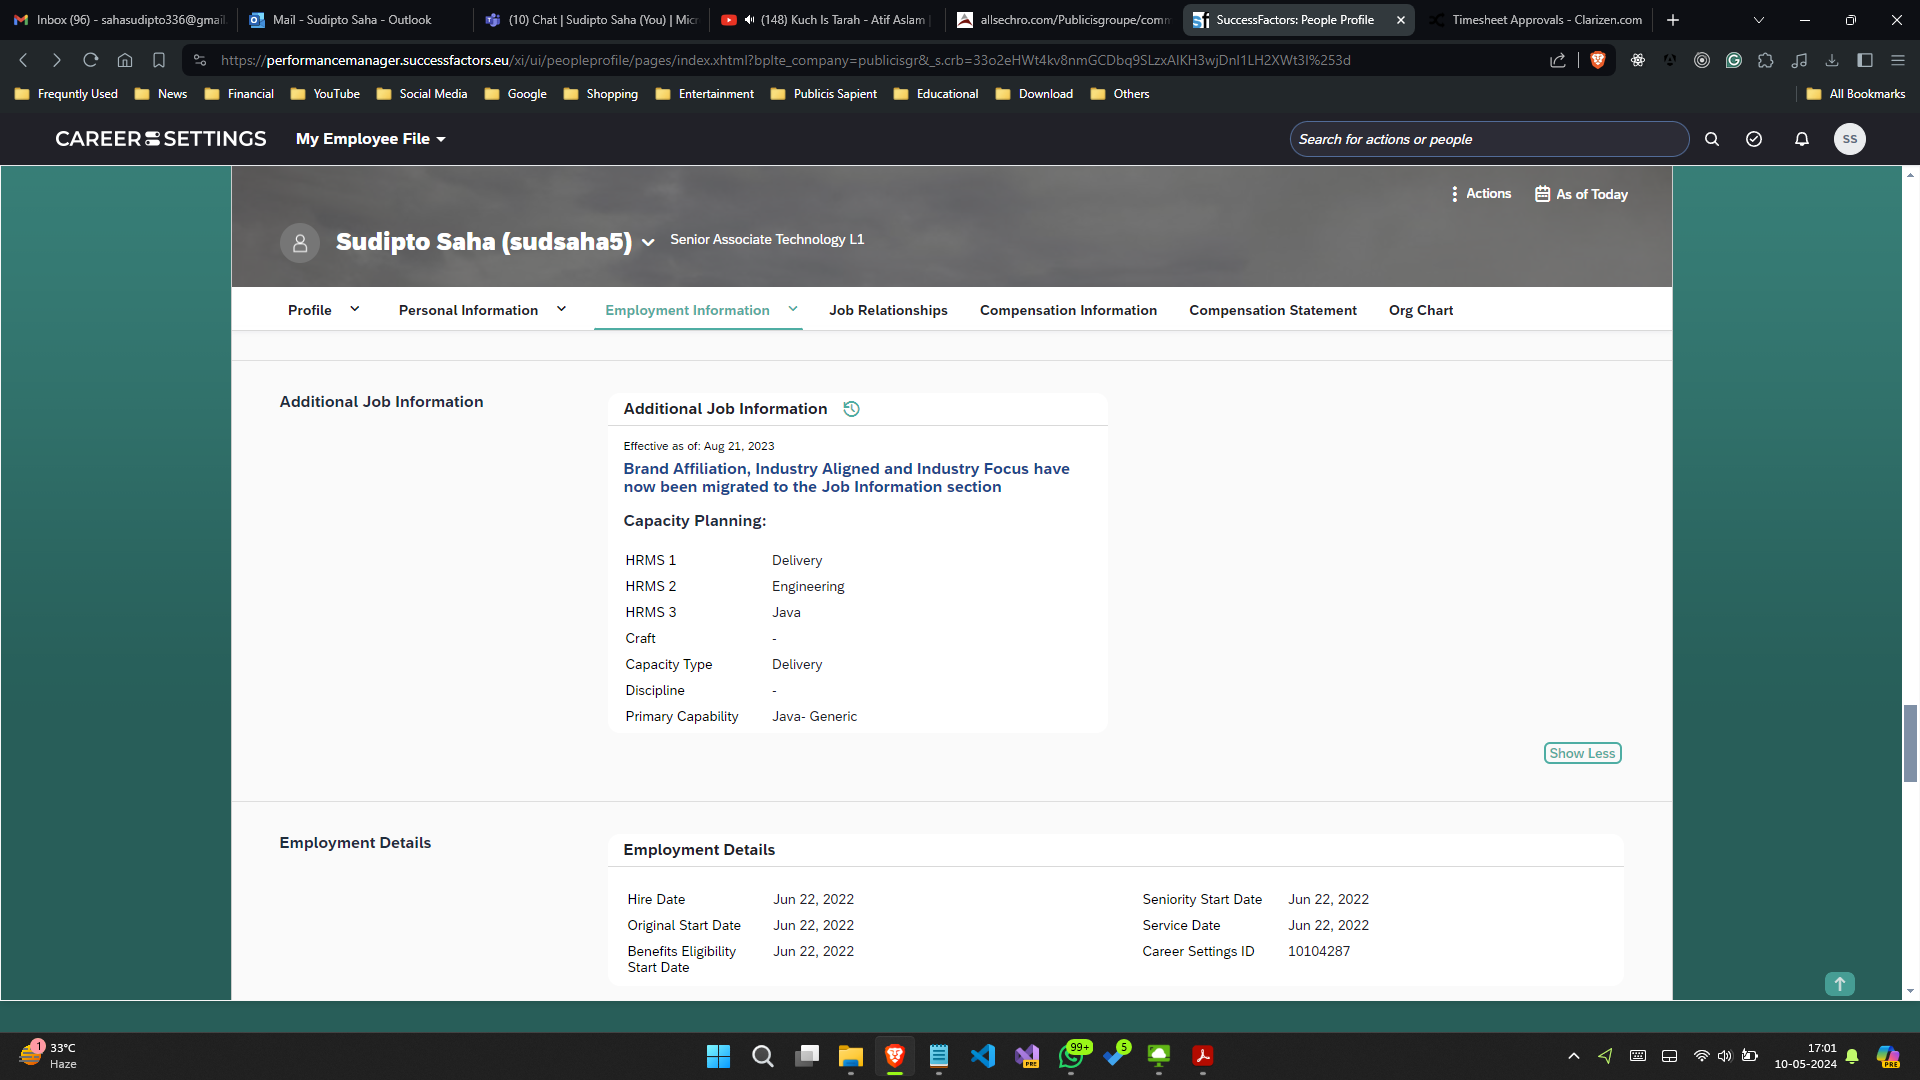 Inbox (96) - sahasudipto336@gmail.
Mail - Sudipto Saha - Outlook
(10) Chat | Sudipto Saha (You) | Micr
(148) Kuch Is Tarah - Atif Aslam |
allsechro.com/Publicisgroupe/comm
SuccessFactors: People Profile
Timesheet Approvals - Clarizen.com
https://performancemanager.successfactors.eu/xi/ui/peopleprofile/pages/index.xhtml?bplte_company=publicisgr&_s.crb=33o2eHWt4kv8nmGCDbq9SLzxAlKH3wjDnI1LH2XWt3I%253d
Frequntly Used
News
Financial
YouTube
Social Media
Google
Shopping
Entertainment
Publicis Sapient
Educational
Download
Others
All Bookmarks
CAREER SETTINGS
My Employee File
Search for actions or people
SS
Actions
As of Today
Sudipto Saha (sudsaha5)
Senior Associate Technology L1
Profile
Personal Information
Employment Information
Job Relationships
Compensation Information
Compensation Statement
Org Chart
Additional Job Information
Additional Job Information
Effective as of: Aug 21, 2023
Brand Affiliation, Industry Aligned and Industry Focus have
now been migrated to the Job Information section
Capacity Planning:
HRMS 1 Delivery
HRMS 2 Engineering
HRMS 3 Java
Craft -
Capacity Type Delivery
Discipline -
Primary Capability Java- Generic
Show Less
Employment Details
Employment Details
Hire Date Jun 22, 2022
Seniority Start Date Jun 22, 2022
Original Start Date Jun 22, 2022
Service Date Jun 22, 2022
Benefits Eligibility Jun 22, 2022
Start Date
Career Settings ID 10104287
1
33°C
Haze
PRE
99+
5
17:01
10-05-2024
PRE